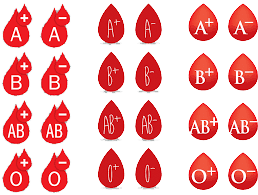 A+ A- A+ A- A+ A-
B+ B- B+ B- B+ B-
AB+ AB- AB+ AB- AB+ AB-
O+ O- O+ O- O+ O-